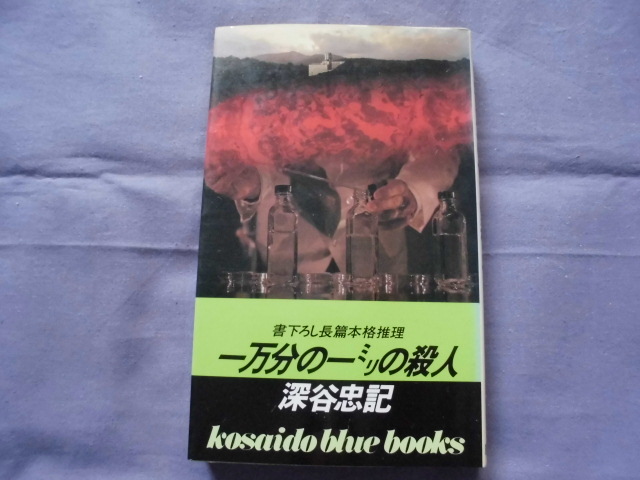 書下ろし長篇本格推理
一万分の一ミリの殺人
深谷忠記
kosaido blue books